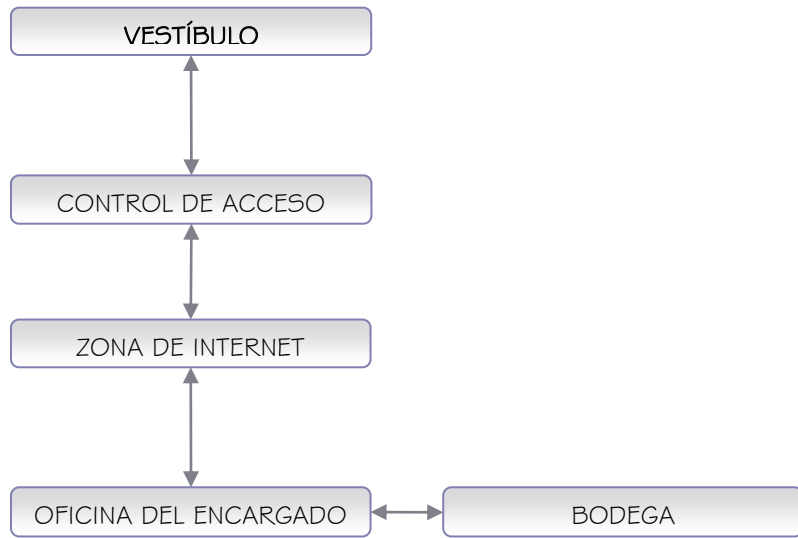 VESTÍBULO
CONTROL DE ACCESO
ZONA DE INTERNET
OFICINA DEL ENCARGADO
BODEGA